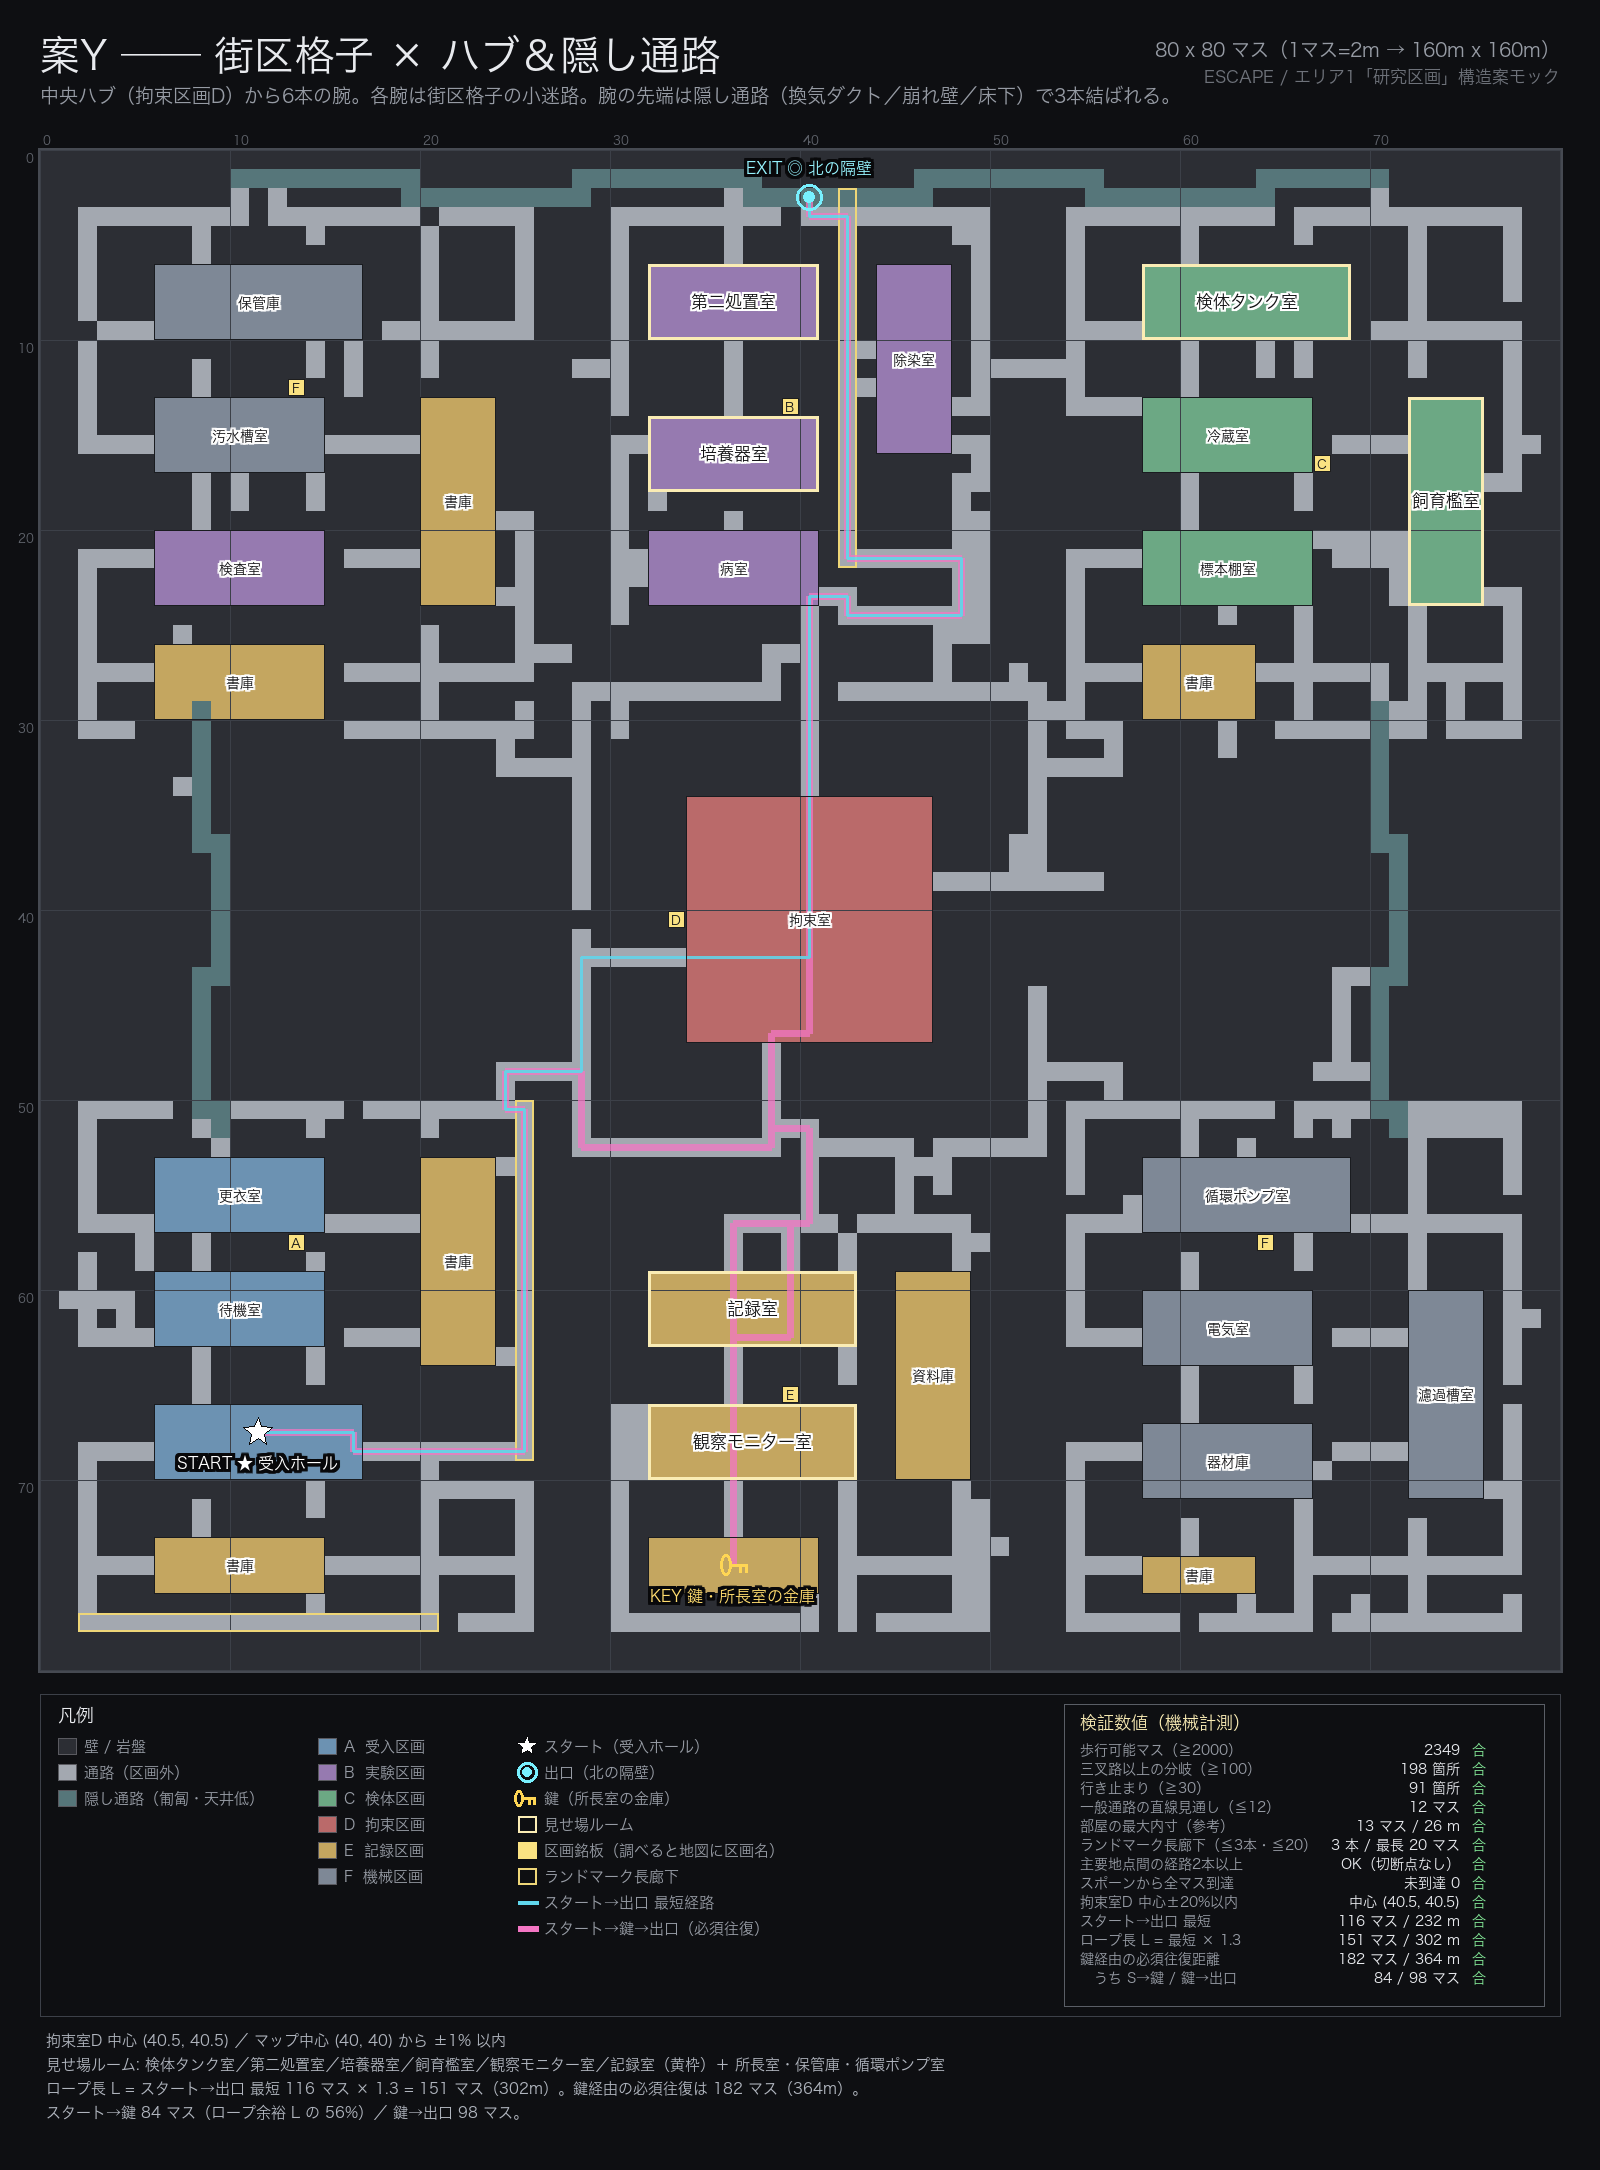 案Y —— 街区格子 × ハブ＆隠し通路
80 x 80 マス（1マス=2m → 160m x 160m）
ESCAPE / エリア1「研究区画」構造案モック
中央ハブ（拘束区画D）から6本の腕。各腕は街区格子の小迷路。腕の先端は隠し通路（換気ダクト／崩れ壁／床下）で3本結ばれる。
0 10 20 30 40 50 60 70
0
EXIT ◎ 北の隔壁
保管庫
第二処置室
検体タンク室
10
除染室
F
B
汚水槽室
培養器室
冷蔵室
C
書庫
飼育檻室
20
検査室
病室
標本棚室
書庫
書庫
30
40
D
拘束室
50
更衣室
循環ポンプ室
A
F
書庫
60
待機室
記録室
電気室
資料庫
E
濾過槽室
START ★ 受入ホール
観察モニター室
器材庫
70
書庫
書庫
KEY 鍵・所長室の金庫
凡例
壁 / 岩盤
通路（区画外）
隠し通路（匍匐・天井低）
A 受入区画
B 実験区画
C 検体区画
D 拘束区画
E 記録区画
F 機械区画
スタート（受入ホール）
出口（北の隔壁）
鍵（所長室の金庫）
見せ場ルーム
区画銘板（調べると地図に区画名）
ランドマーク長廊下
スタート→出口 最短経路
スタート→鍵→出口（必須往復）
検証数値（機械計測）
歩行可能マス（≥2000） 2349 合
三叉路以上の分岐（≥100） 198 箇所 合
行き止まり（≥30） 91 箇所 合
一般通路の直線見通し（≤12） 12 マス 合
部屋の最大内寸（参考） 13 マス / 26 m 合
ランドマーク長廊下（≤3本・≤20） 3 本 / 最長 20 マス 合
主要地点間の経路2本以上 OK（切断点なし） 合
スポーンから全マス到達 未到達 0 合
拘束室D 中心±20%以内 中心 (40.5, 40.5) 合
スタート→出口 最短 116 マス / 232 m 合
ロープ長 L = 最短 × 1.3 151 マス / 302 m 合
鍵経由の必須往復距離 182 マス / 364 m 合
うち S→鍵 / 鍵→出口 84 / 98 マス 合
拘束室D 中心 (40.5, 40.5) ／ マップ中心 (40, 40) から ±1% 以内
見せ場ルーム: 検体タンク室／第二処置室／培養器室／飼育檻室／観察モニター室／記録室（黄枠）＋ 所長室・保管庫・循環ポンプ室
ロープ長 L = スタート→出口 最短 116 マス × 1.3 = 151 マス（302m）。鍵経由の必須往復は 182 マス（364m）。
スタート→鍵 84 マス（ロープ余裕 L の 56%）／ 鍵→出口 98 マス。